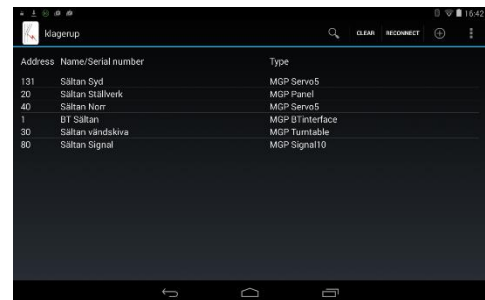 16:42
klagerup CLEAR RECONNECT
Address Name/Serial number Type
131 Sältan Syd MGP Servo5
20 Sältan Ställverk MGP Panel
40 Sältan Norr MGP Servo5
1 BT Sältan MGP BTinterface
30 Sältan vändskiva MGP Turntable
80 Sältan Signal MGP Signal10